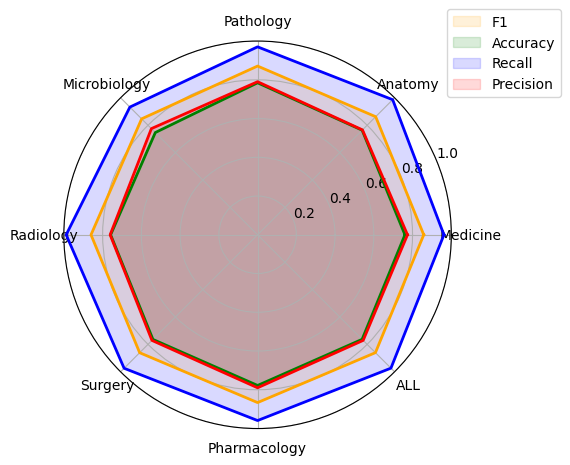 F1
Accuracy
Recall
Precision
Pathology
Microbiology
Anatomy
1.0
0.8
0.6
0.4
0.2
Radiology
Medicine
Surgery
ALL
Pharmacology